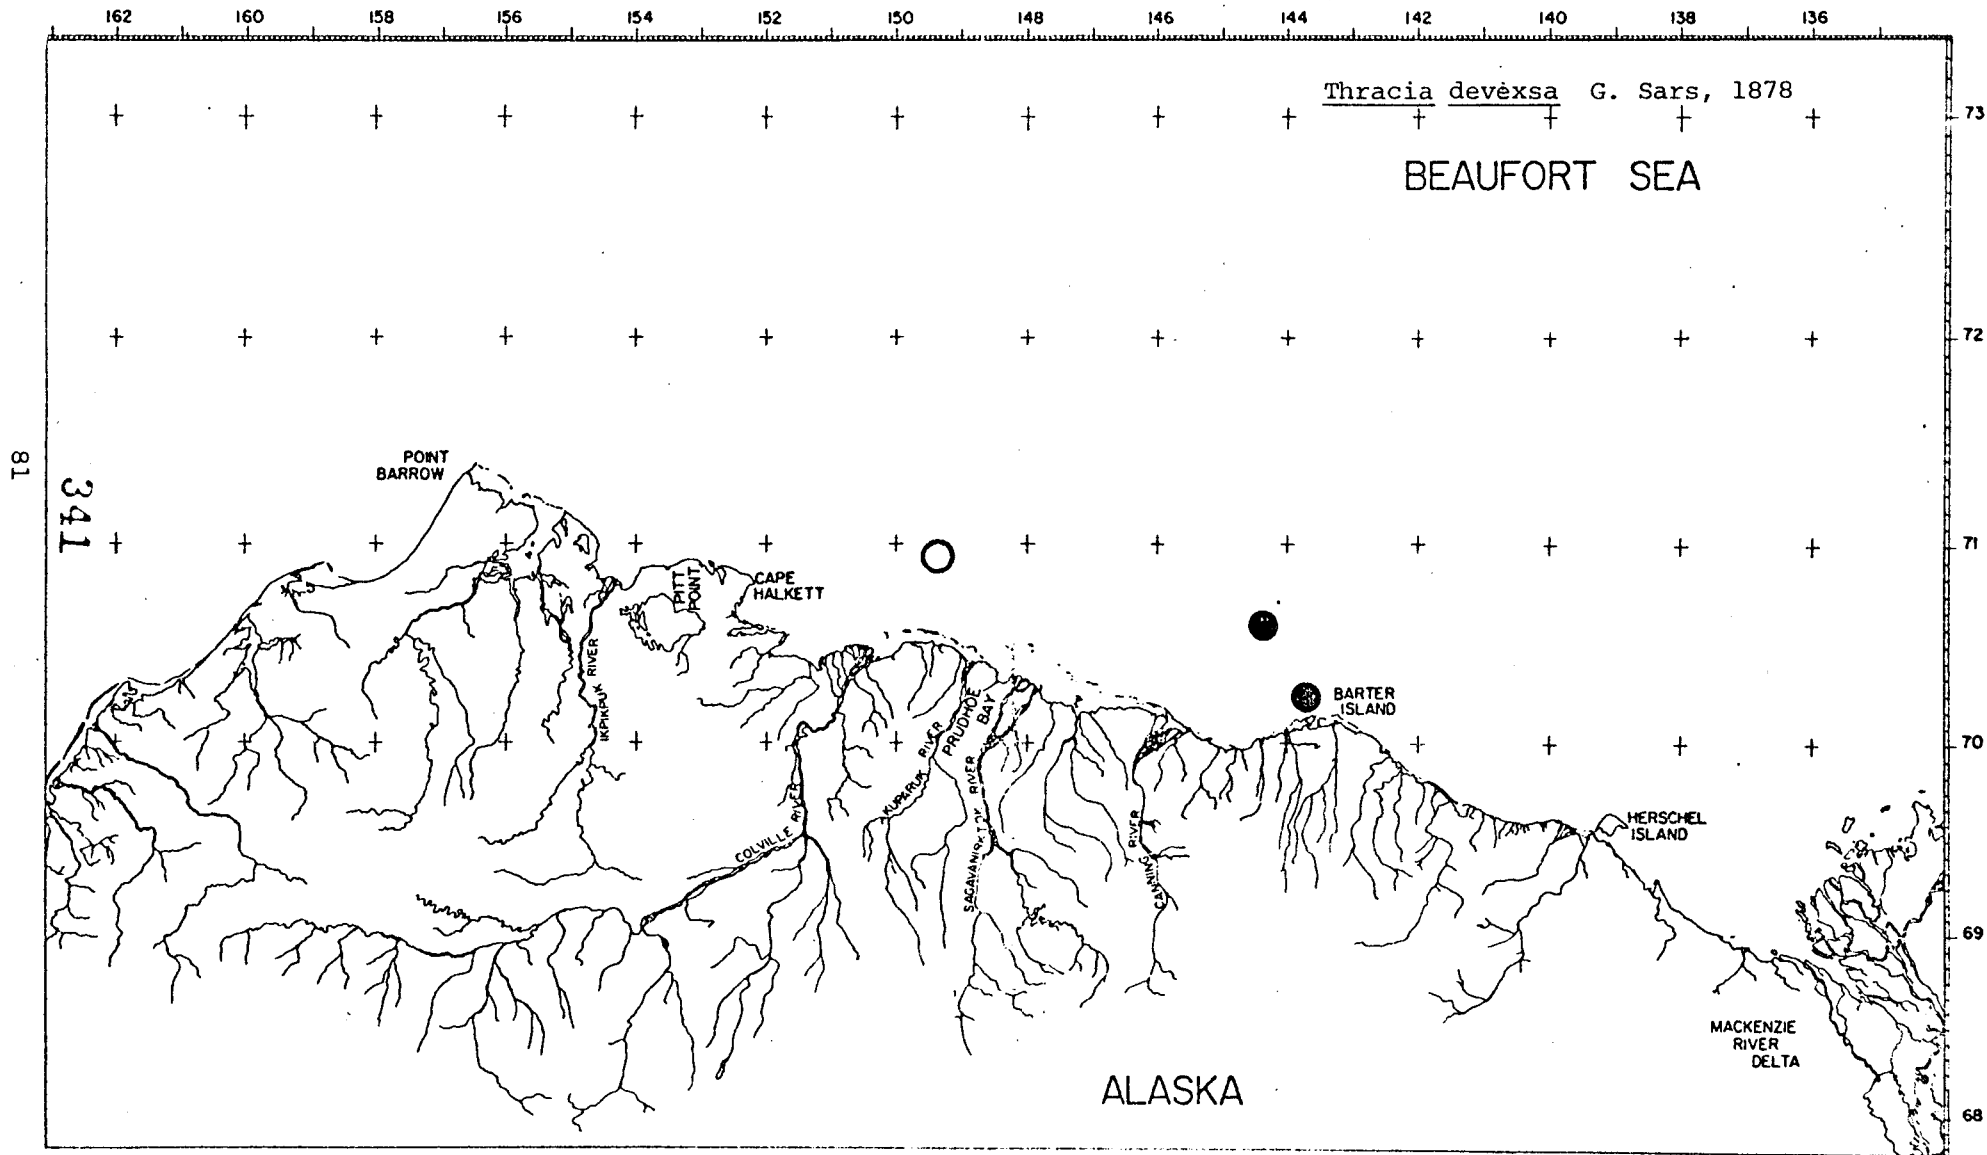 162 160 158 156 154 152 150 148 146 144 142 140 138 136
Thracia devèxsa G. Sars, 1878
73
BEAUFORT SEA
72
POINT
BARROW
81
341
71
PITT
POINT
CAPE
HALKETT
BARTER
ISLAND
IKPIKPUK RIVER
PRUDHOE
BAY
70
KUPARUK RIVER
SAGAVANIRKTOK RIVER
COLVILLE RIVER
CANNING RIVER
HERSCHEL
ISLAND
69
MACKENZIE
RIVER
DELTA
ALASKA
68